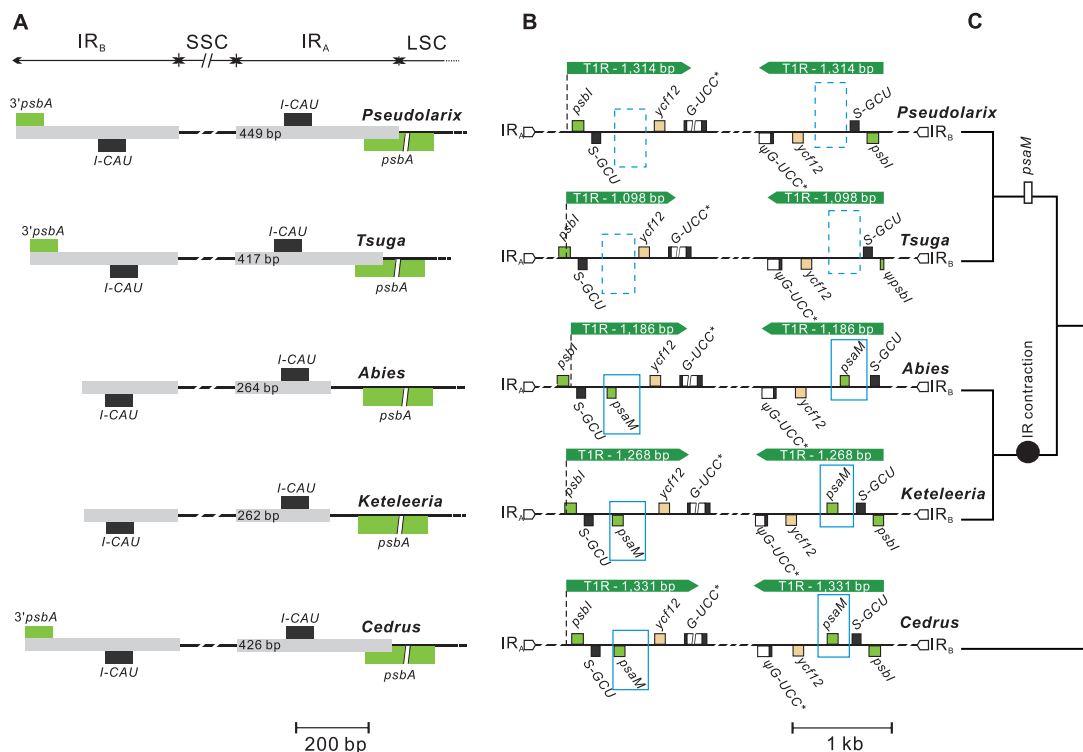 A
B
C
IRB
SSC
IRA
LSC
3'psbA
I-CAU
449 bp
I-CAU
psbA
Pseudolarix
3'psbA
I-CAU
417 bp
I-CAU
psbA
Tsuga
I-CAU
264 bp
I-CAU
psbA
Abies
I-CAU
262 bp
I-CAU
psbA
Keteleeria
3'psbA
I-CAU
426 bp
I-CAU
psbA
Cedrus
200 bp
T1R - 1,314 bp
T1R - 1,314 bp
IRA
psbI
S-GCU
ycf12
G-UCC*
ψG-UCC*
ycf12
S-GCU
psbI
IRB
Pseudolarix
T1R - 1,098 bp
T1R - 1,098 bp
IRA
psbI
S-GCU
ycf12
G-UCC*
ψG-UCC*
ycf12
S-GCU
ψpsbI
IRB
Tsuga
T1R - 1,186 bp
T1R - 1,186 bp
IRA
psbI
S-GCU
psaM
ycf12
G-UCC*
ψG-UCC*
ycf12
psaM
S-GCU
IRB
Abies
T1R - 1,268 bp
T1R - 1,268 bp
IRA
psbI
S-GCU
psaM
ycf12
G-UCC*
ψG-UCC*
ycf12
psaM
S-GCU
psbI
IRB
Keteleeria
T1R - 1,331 bp
T1R - 1,331 bp
IRA
psbI
S-GCU
psaM
ycf12
G-UCC*
ψG-UCC*
ycf12
psaM
S-GCU
psbI
IRB
Cedrus
1 kb
psaM
IR contraction